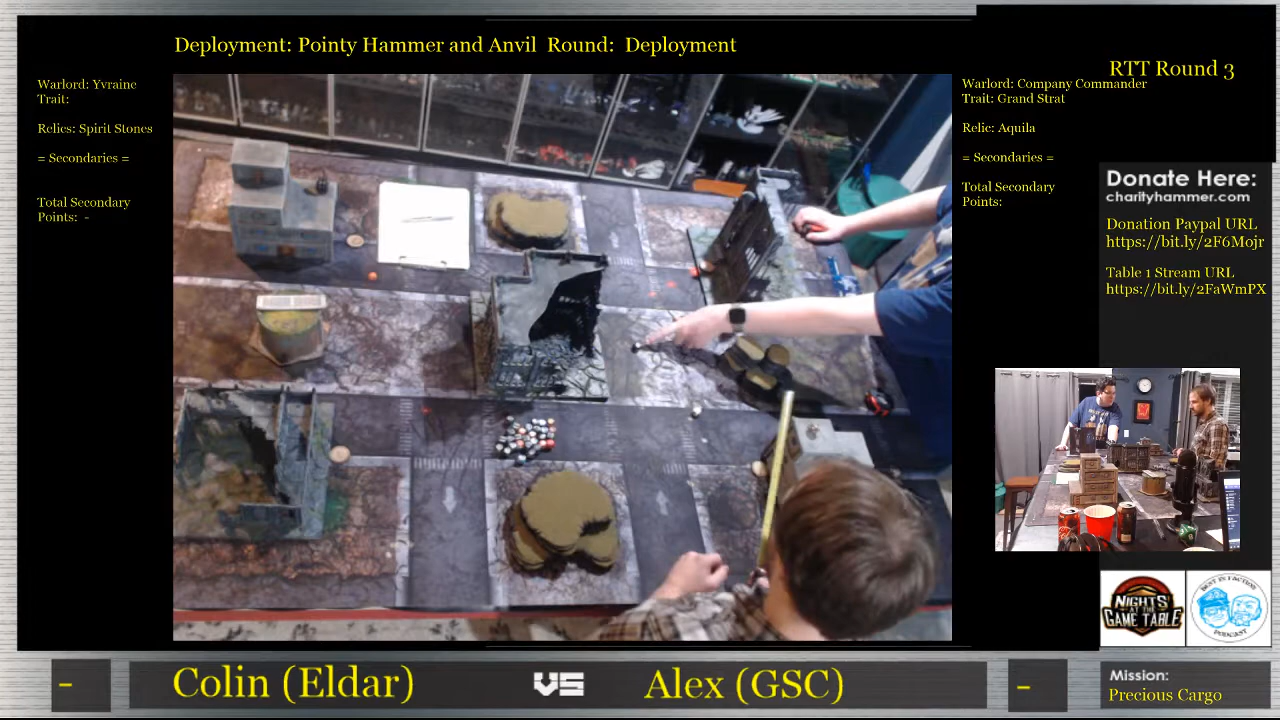 Deployment: Pointy Hammer and Anvil Round: Deployment
RTT Round 3
Warlord: Yvraine
Trait:
Relics: Spirit Stones
= Secondaries =
Total Secondary
Points: -
Warlord: Company Commander
Trait: Grand Strat
Relic: Aquila
= Secondaries =
Total Secondary
Points:
Donate Here:
charityhammer.com
Donation Paypal URL
https://bit.ly/2F6Mojr
Table 1 Stream URL
https://bit.ly/2FaWmPX
NIGHTS
AT THE
GAME TABLE
BEST IN FACTION
PODCAST
- Colin (Eldar) VS Alex (GSC) -
Mission:
Precious Cargo